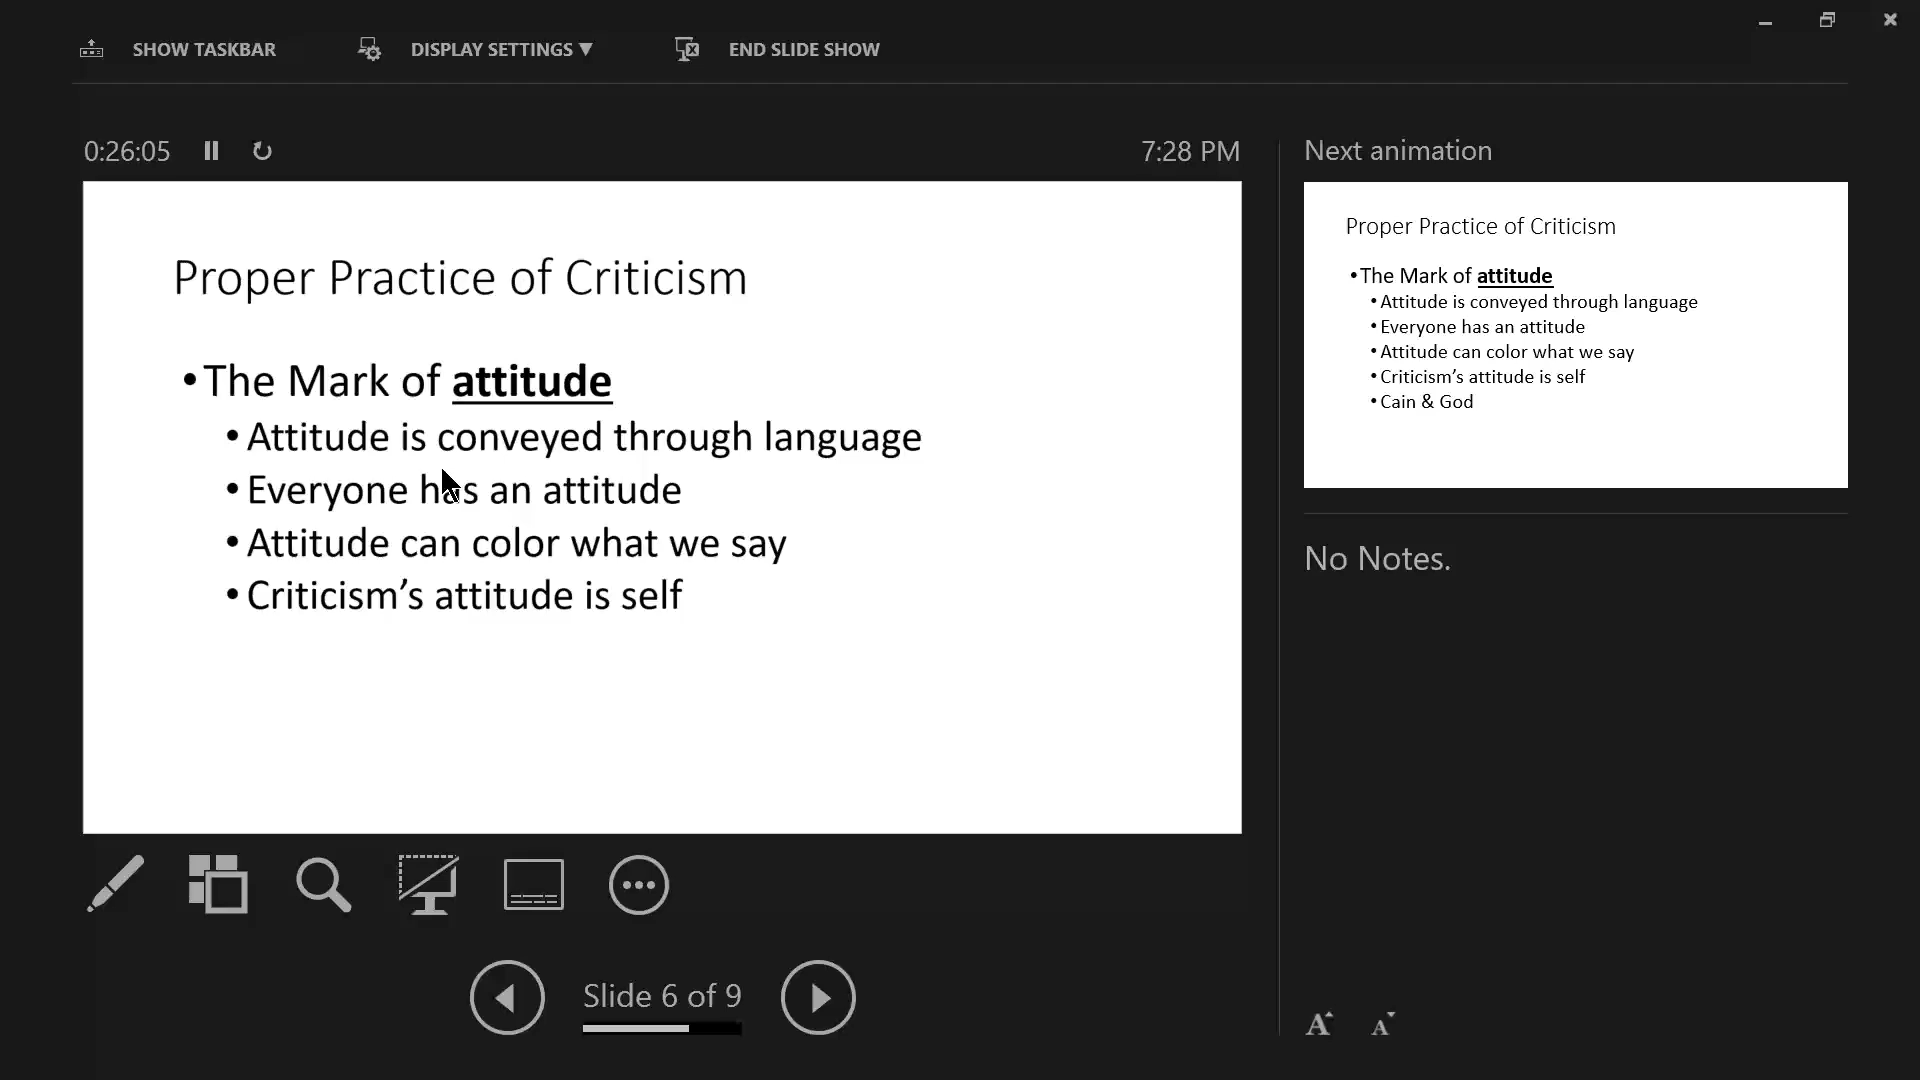 SHOW TASKBAR
DISPLAY SETTINGS ▼
END SLIDE SHOW
0:26:05
7:28 PM
Proper Practice of Criticism
•The Mark of attitude
•Attitude is conveyed through language
•Everyone has an attitude
•Attitude can color what we say
•Criticism’s attitude is self
Slide 6 of 9
Next animation
Proper Practice of Criticism
•The Mark of attitude
•Attitude is conveyed through language
•Everyone has an attitude
•Attitude can color what we say
•Criticism’s attitude is self
•Cain & God
No Notes.
A A